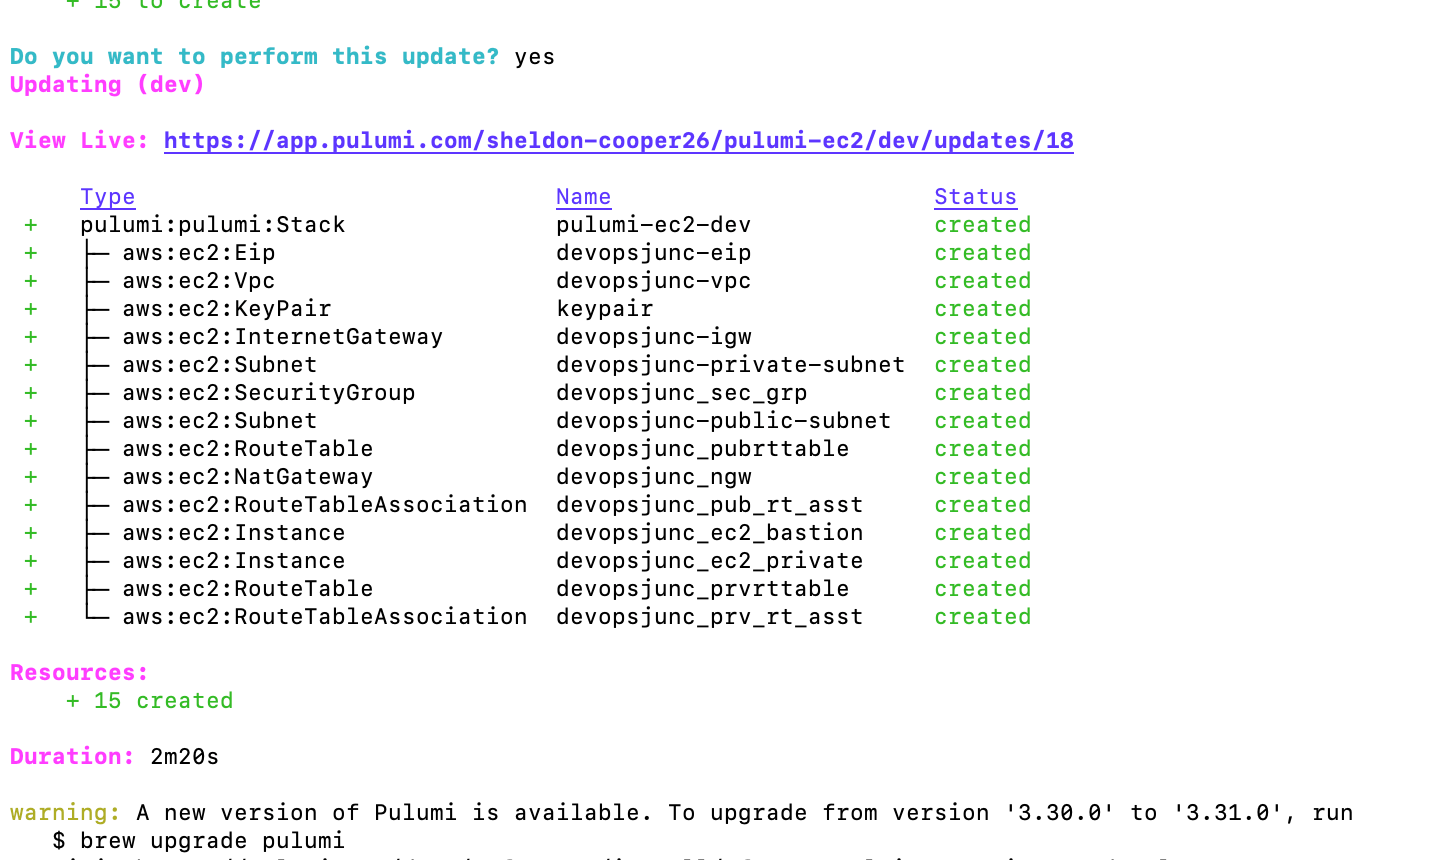 + 15 to create
Do you want to perform this update? yes
Updating (dev)
View Live: https://app.pulumi.com/sheldon-cooper26/pulumi-ec2/dev/updates/18
Type Name Status
+ pulumi:pulumi:Stack pulumi-ec2-dev created
+ ├─ aws:ec2:Eip devopsjunc-eip created
+ ├─ aws:ec2:Vpc devopsjunc-vpc created
+ ├─ aws:ec2:KeyPair keypair created
+ ├─ aws:ec2:InternetGateway devopsjunc-igw created
+ ├─ aws:ec2:Subnet devopsjunc-private-subnet created
+ ├─ aws:ec2:SecurityGroup devopsjunc_sec_grp created
+ ├─ aws:ec2:Subnet devopsjunc-public-subnet created
+ ├─ aws:ec2:RouteTable devopsjunc_pubrttable created
+ ├─ aws:ec2:NatGateway devopsjunc_ngw created
+ ├─ aws:ec2:RouteTableAssociation devopsjunc_pub_rt_asst created
+ ├─ aws:ec2:Instance devopsjunc_ec2_bastion created
+ ├─ aws:ec2:Instance devopsjunc_ec2_private created
+ ├─ aws:ec2:RouteTable devopsjunc_prvrttable created
+ └─ aws:ec2:RouteTableAssociation devopsjunc_prv_rt_asst created
Resources:
+ 15 created
Duration: 2m20s
warning: A new version of Pulumi is available. To upgrade from version '3.30.0' to '3.31.0', run
$ brew upgrade pulumi